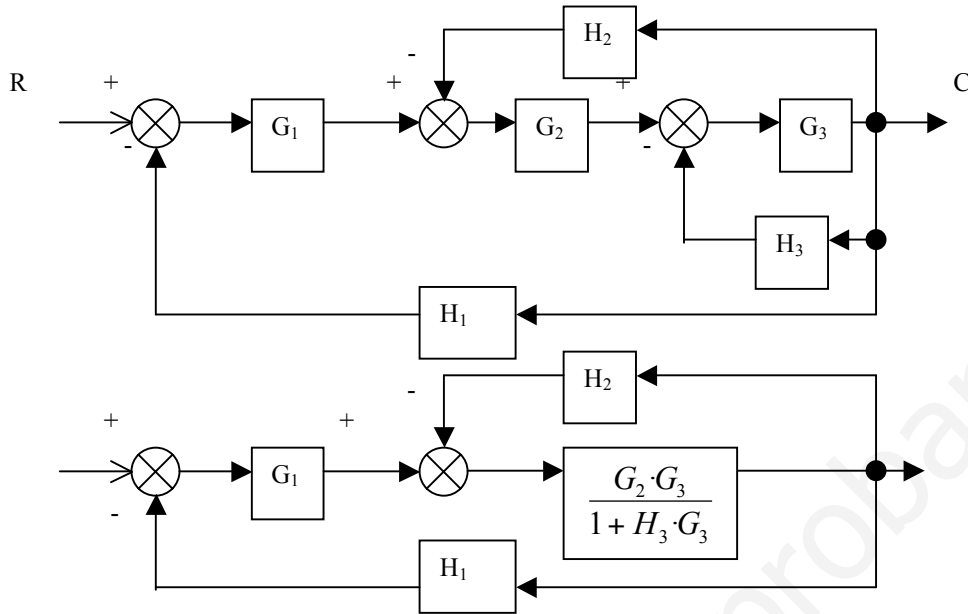 H₂
-
R + + + C
G₁ G₂ G₃
- -
H₃
H₁
H₂
-
+ +
G₁
G₂·G₃
1 + H₃·G₃
-
H₁